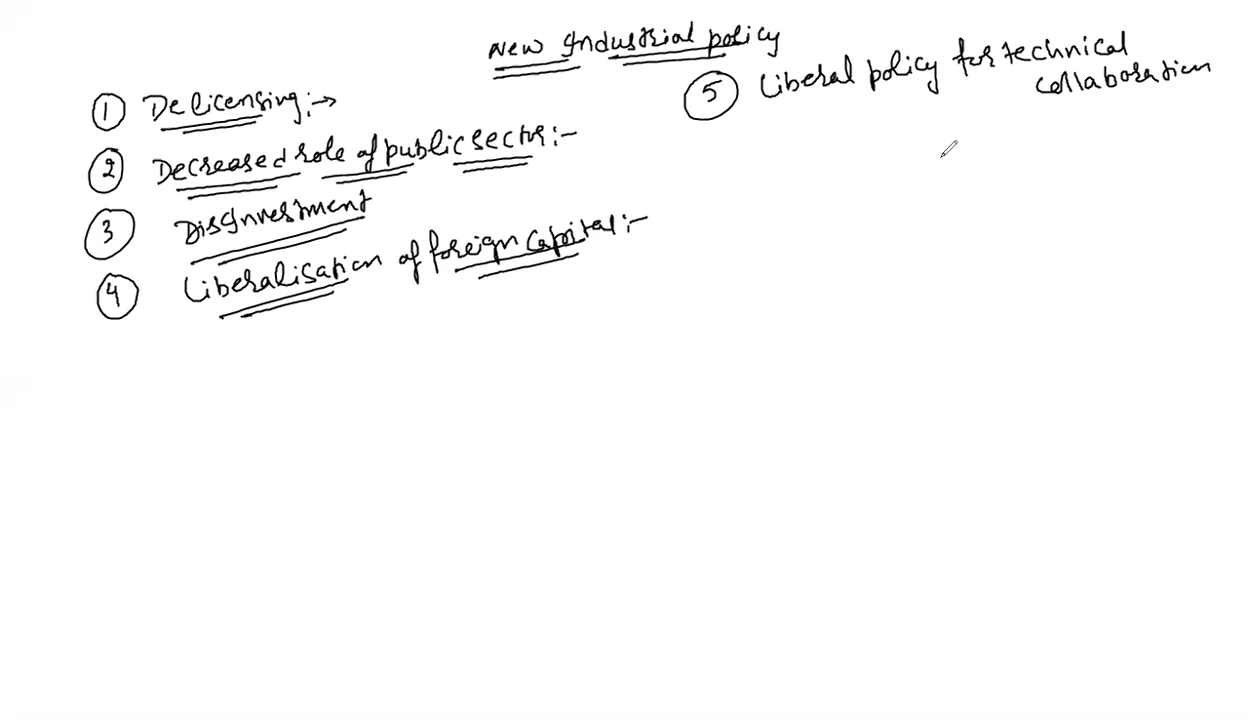 New Industrial policy
① Delicensing:→
② Decreased role of public sector:-
③ DisInvestment
④ Liberalisation of foreign capital:-
⑤ Liberal policy for technical
collaboration